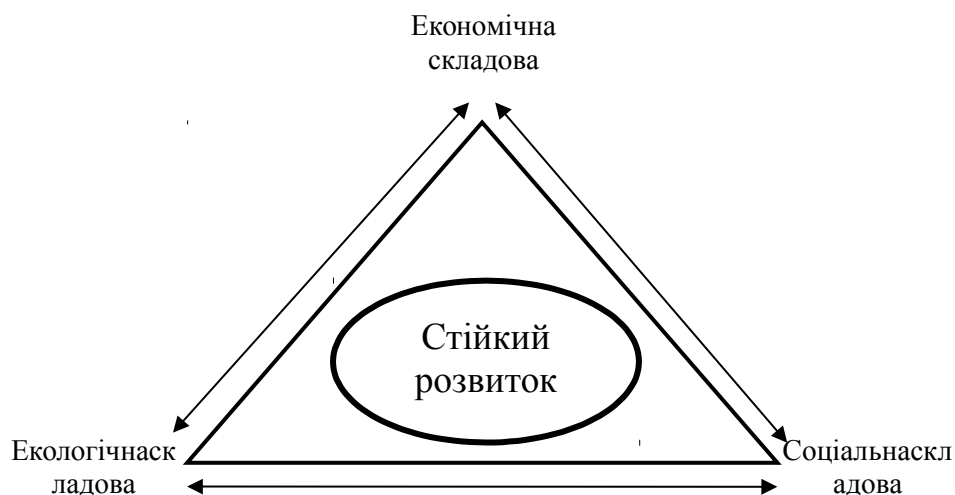 Економічна
складова
Стійкий
розвиток
Екологічнаск
ладова
Соціальнаскл
адова